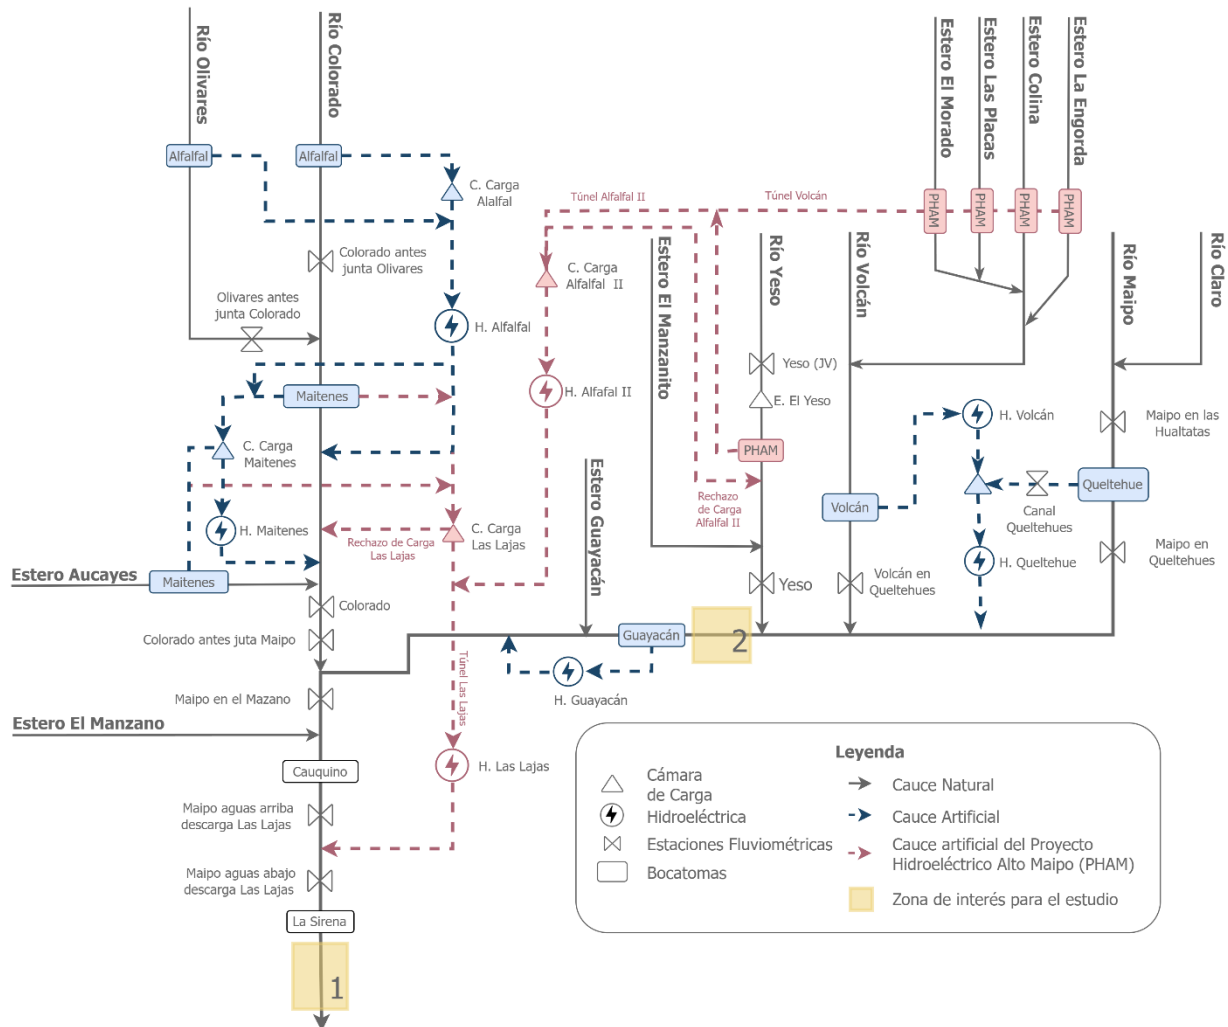 Río Olivares
Río Colorado
Estero El Morado
Estero Las Placas
Estero Colina
Estero La Engorda
Alfalfal
Alfalfal
C. Carga
Alalfal
Túnel Alfalfal II
Túnel Volcán
PHAM
PHAM
PHAM
PHAM
Colorado antes
junta Olivares
C. Carga
Alfalfal II
Estero El Manzanito
Río Yeso
Río Volcán
Río Maipo
Río Claro
Olivares antes
junta Colorado
H. Alfalfal
Yeso (JV)
Maitenes
H. Alfafal II
E. El Yeso
H. Volcán
Maipo en las
Hualtatas
C. Carga
Maitenes
PHAM
Estero Guayacán
Rechazo
de Carga
Alfalfal II
Volcán
Queltehue
Canal
Queltehues
H. Maitenes
Rechazo de Carga
Las Lajas
C. Carga
Las Lajas
Maipo en
Queltehues
H. Queltehue
Estero Aucayes
Maitenes
Yeso
Volcán en
Queltehues
Colorado
Colorado antes juta Maipo
Guayacán
2
Túnel Las Lajas
H. Guayacán
Maipo en el Mazano
Estero El Manzano
Cauquino
H. Las Lajas
Maipo aguas arriba
descarga Las Lajas
Maipo aguas abajo
descarga Las Lajas
La Sirena
1
Leyenda
Cámara
de Carga
Hidroeléctrica
Estaciones Fluviométricas
Bocatomas
Cauce Natural
Cauce Artificial
Cauce artificial del Proyecto
Hidroeléctrico Alto Maipo (PHAM)
Zona de interés para el estudio